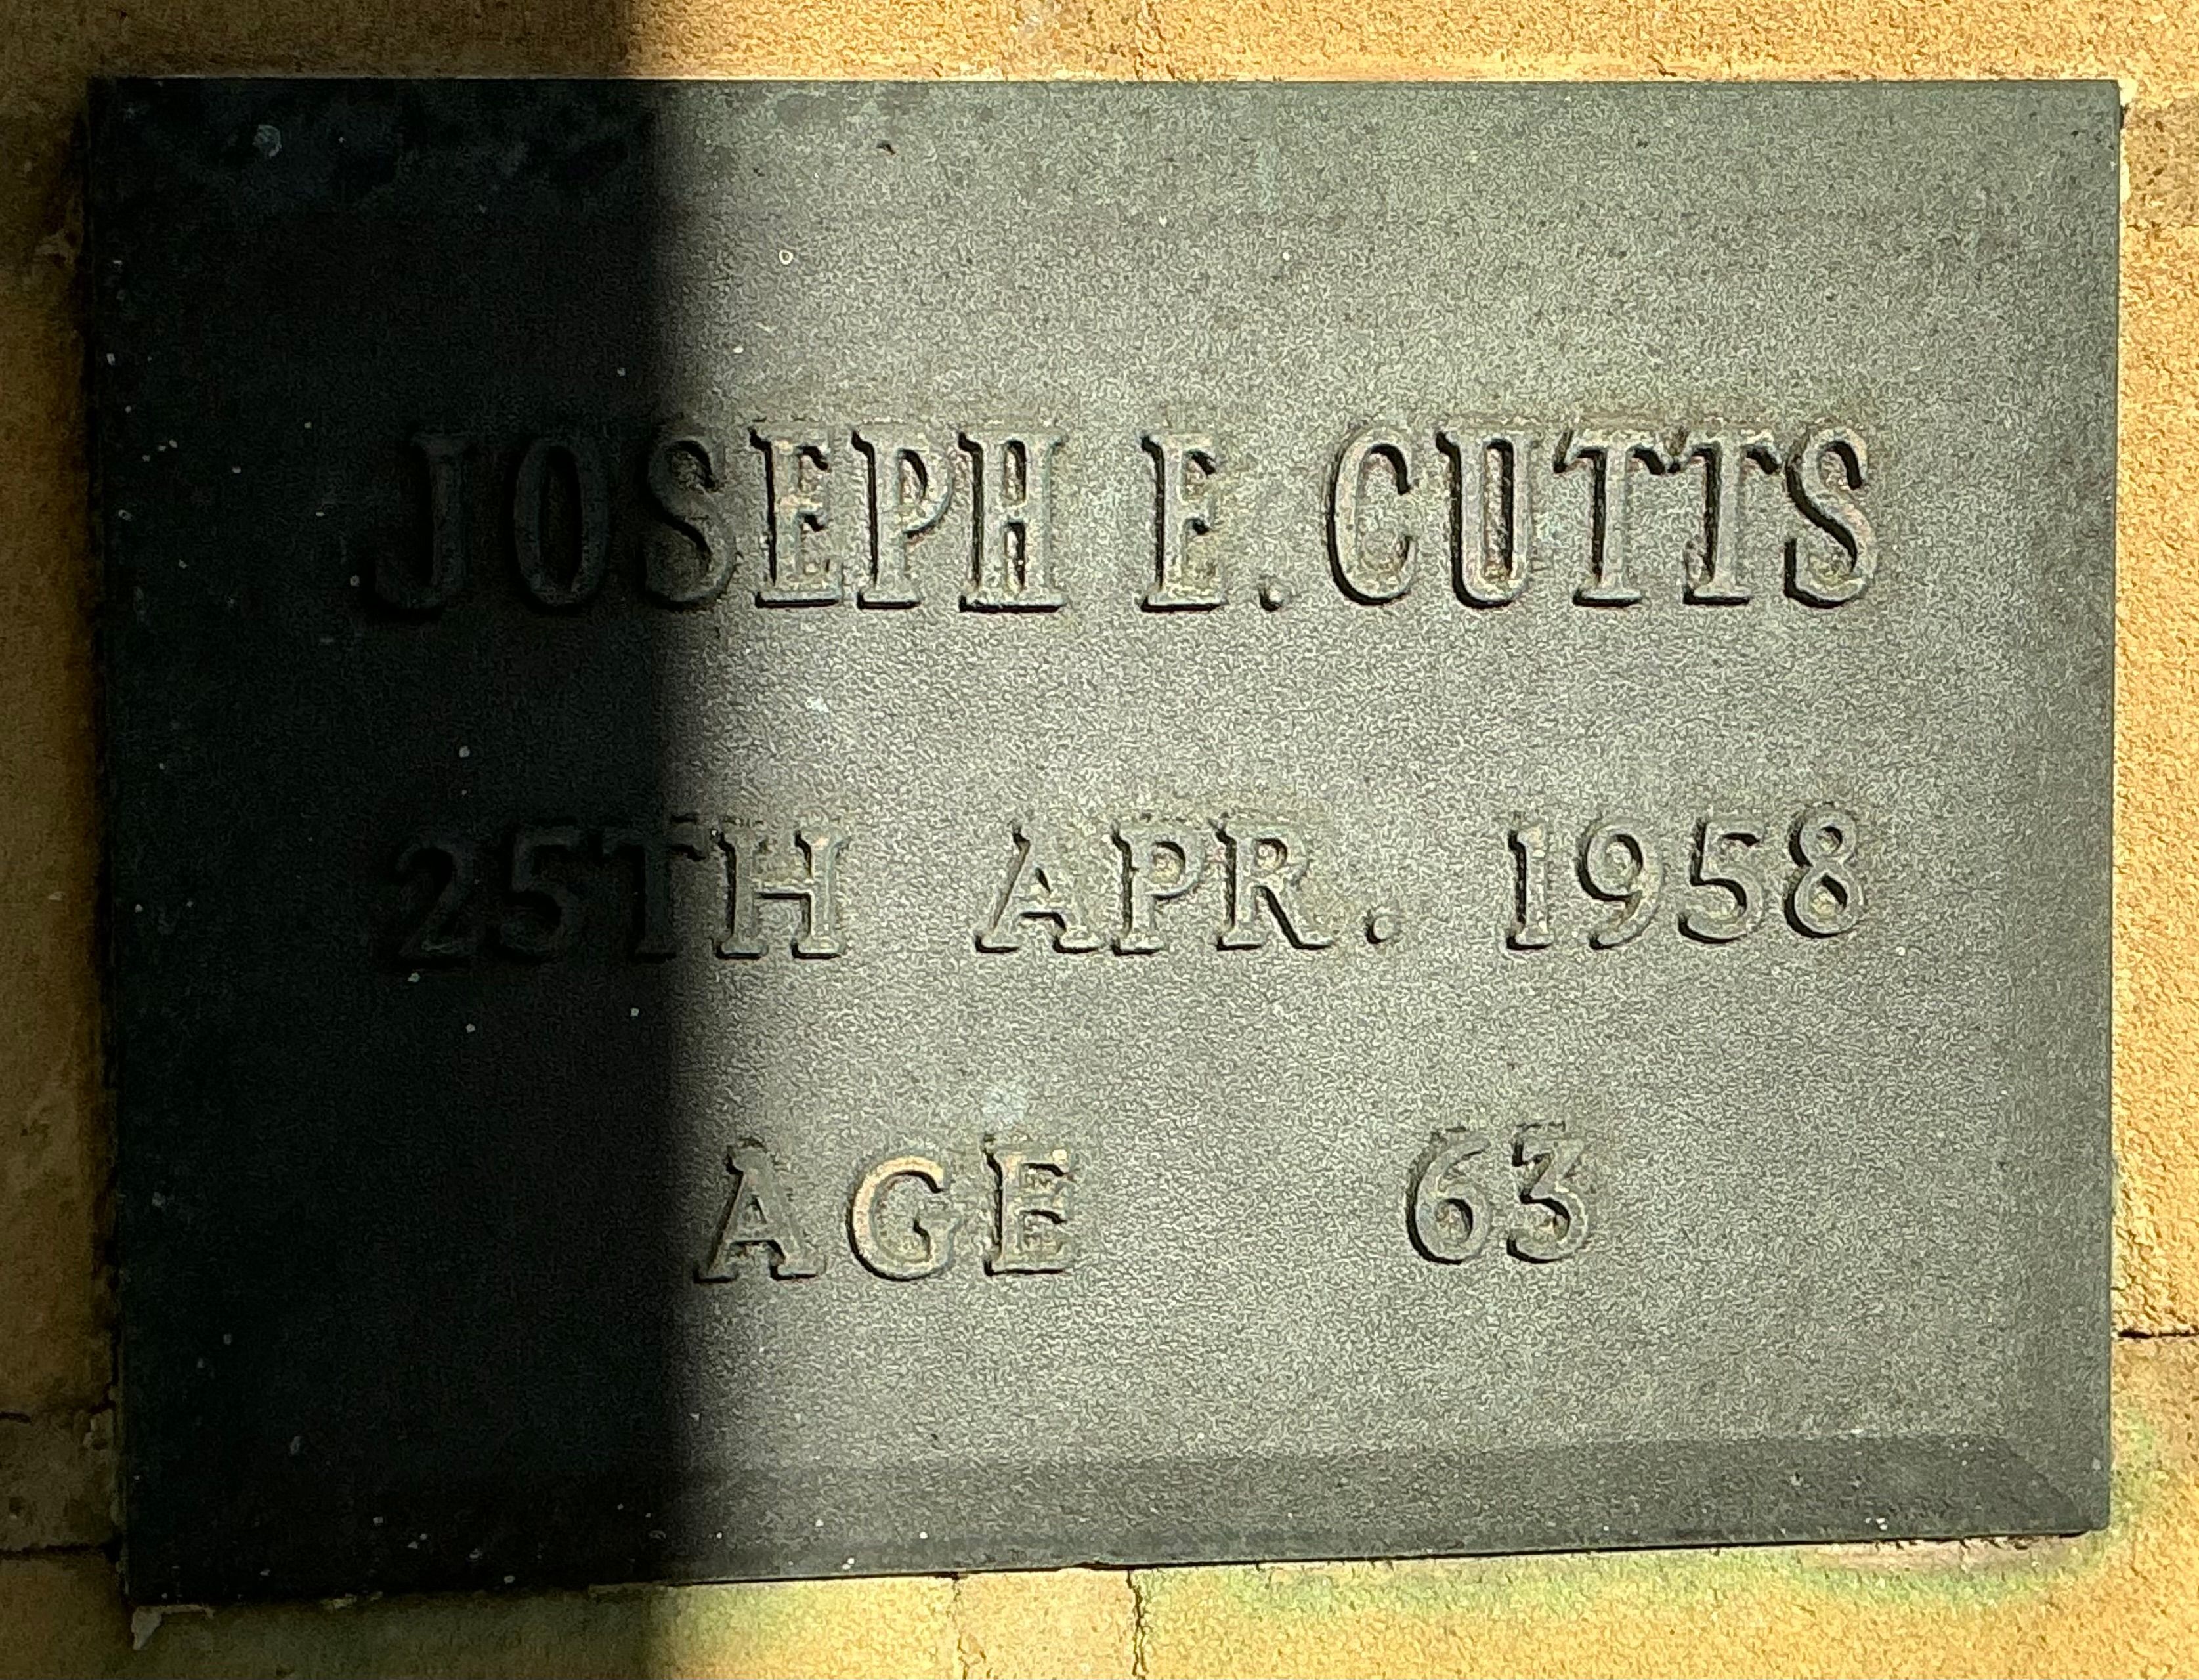 JOSEPH E. CUTTS
25TH APR. 1958
AGE 63